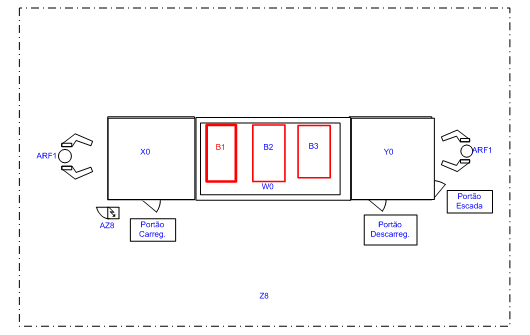 B1
B2
B3
X0
Y0
ARF1
ARF1
W0
Portão
Escada
AZ8
Portão
Carreg.
Portão
Descarreg.
Z8